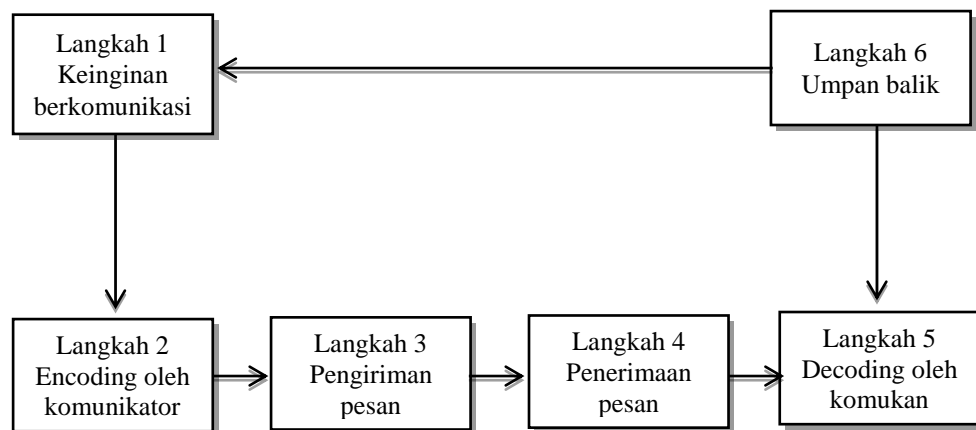 Langkah 1
Keinginan
berkomunikasi
Langkah 6
Umpan balik
Langkah 2
Encoding oleh
komunikator
Langkah 3
Pengiriman
pesan
Langkah 4
Penerimaan
pesan
Langkah 5
Decoding oleh
komukan